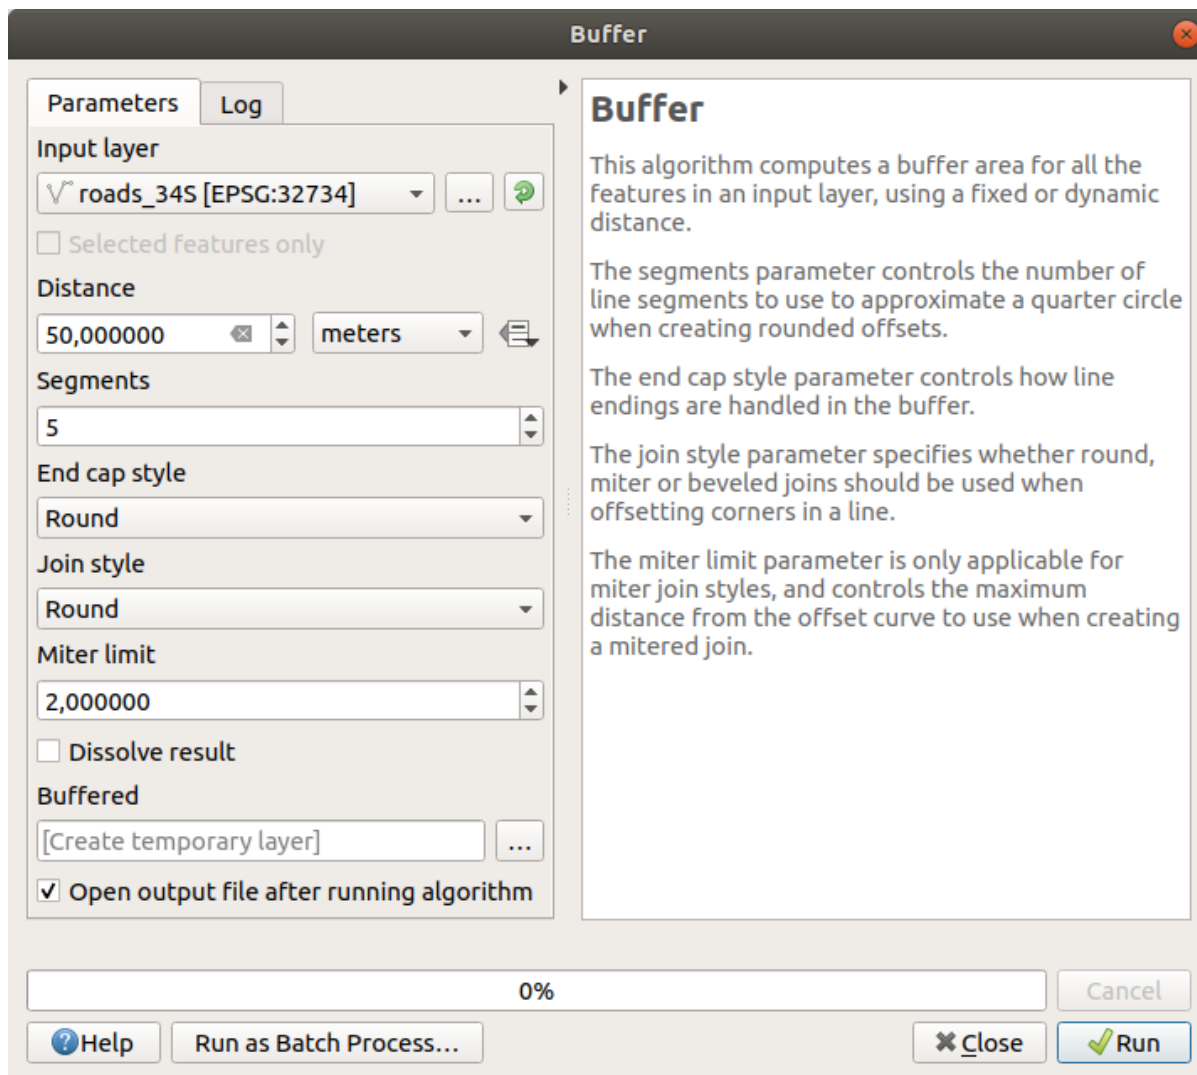 Buffer
Parameters
Log
Input layer
roads_34S [EPSG:32734]
...
Selected features only
Distance
50,000000
meters
Segments
5
End cap style
Round
Join style
Round
Miter limit
2,000000
Dissolve result
Buffered
[Create temporary layer]
...
Open output file after running algorithm
Buffer
This algorithm computes a buffer area for all the
features in an input layer, using a fixed or dynamic
distance.
The segments parameter controls the number of
line segments to use to approximate a quarter circle
when creating rounded offsets.
The end cap style parameter controls how line
endings are handled in the buffer.
The join style parameter specifies whether round,
miter or beveled joins should be used when
offsetting corners in a line.
The miter limit parameter is only applicable for
miter join styles, and controls the maximum
distance from the offset curve to use when creating
a mitered join.
0%
Cancel
Help
Run as Batch Process...
Close
Run